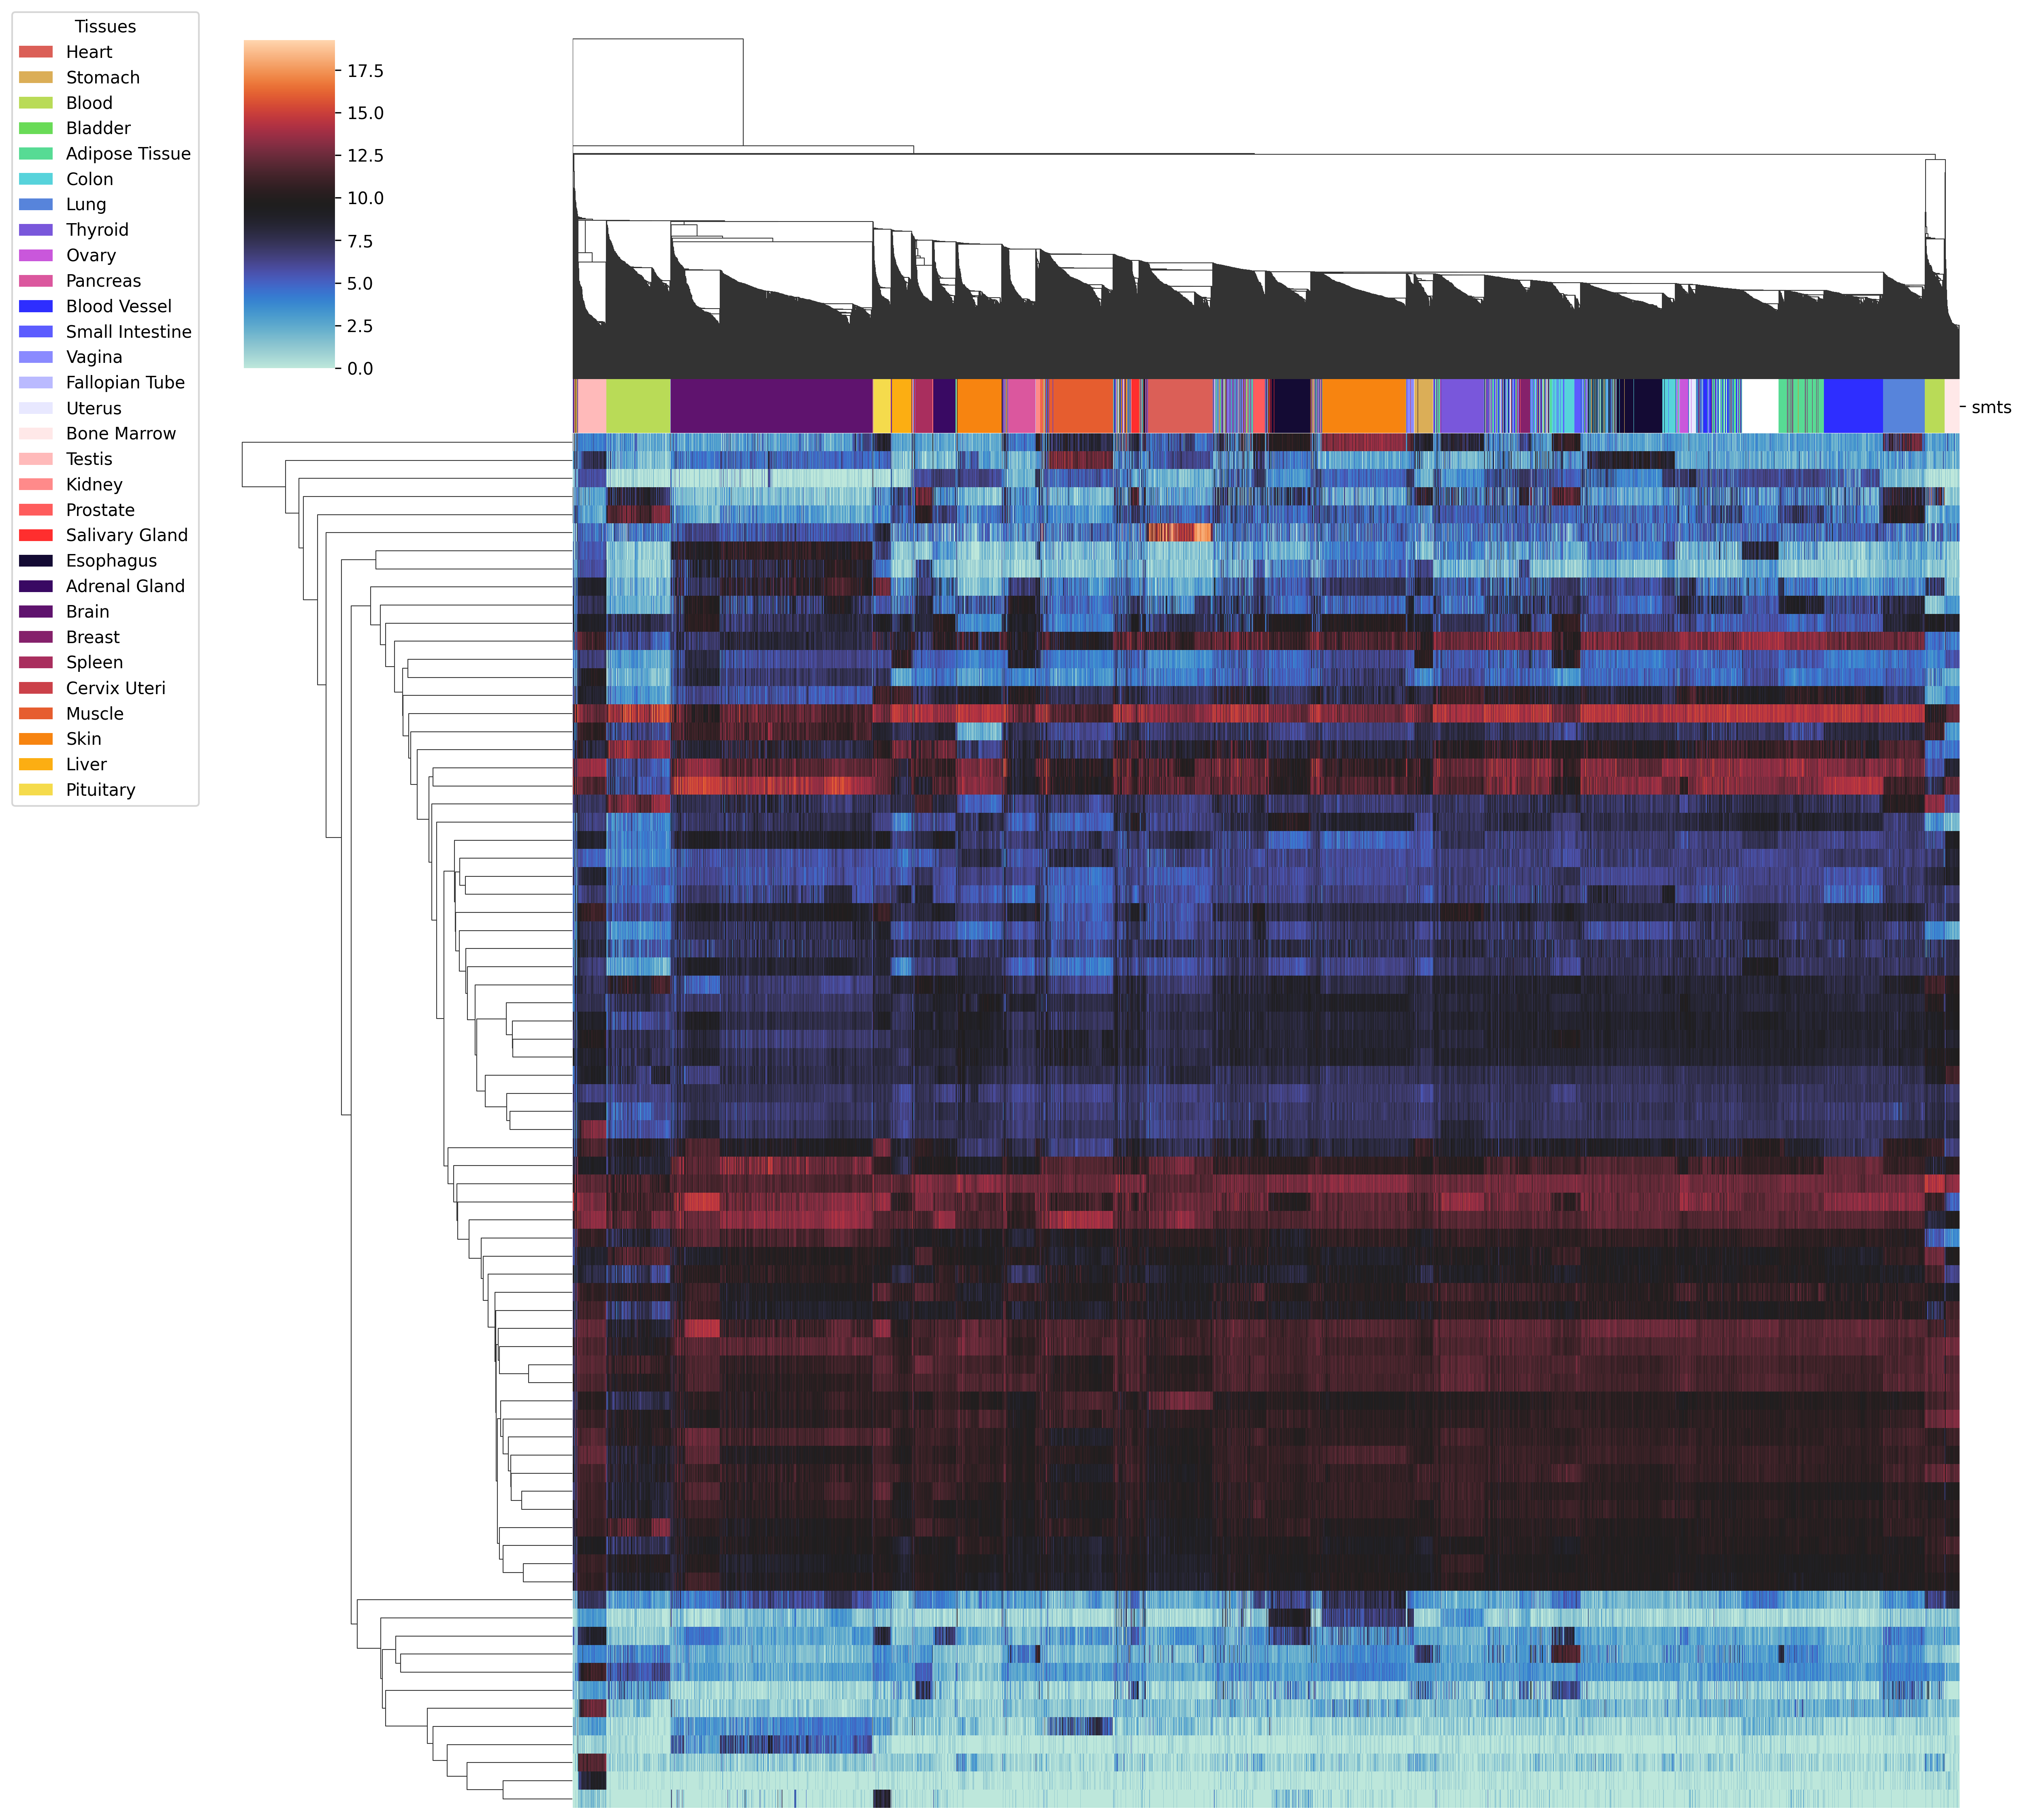 Tissues
Heart
Stomach
Blood
Bladder
Adipose Tissue
Colon
Lung
Thyroid
Ovary
Pancreas
Blood Vessel
Small Intestine
Vagina
Fallopian Tube
Uterus
Bone Marrow
Testis
Kidney
Prostate
Salivary Gland
Esophagus
Adrenal Gland
Brain
Breast
Spleen
Cervix Uteri
Muscle
Skin
Liver
Pituitary
17.5
15.0
12.5
10.0
7.5
5.0
2.5
0.0
smts